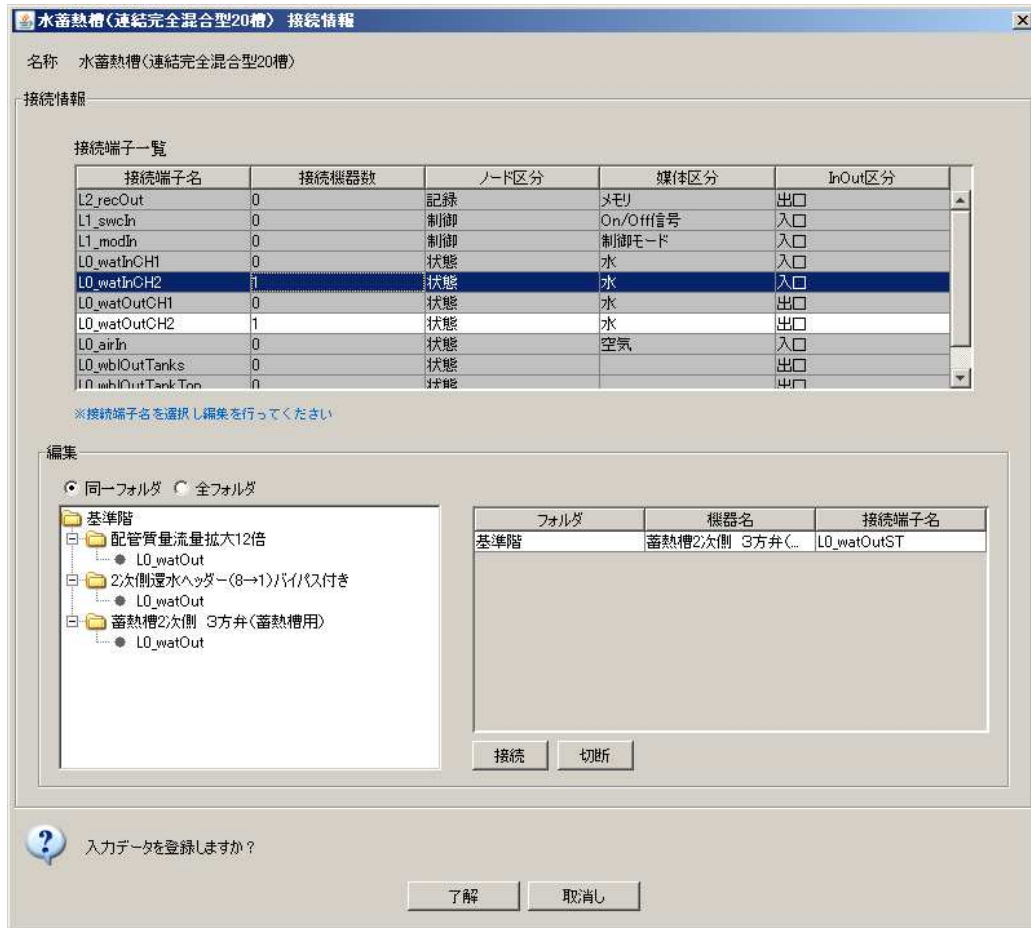 水蓄熱槽(連結完全混合型20槽) 接続情報
名称 水蓄熱槽(連結完全混合型20槽)
接続情報
接続端子一覧
接続端子名 接続機器数 ノード区分 媒体区分 InOut区分
L2_recOut 0 記録 メモリ 出口
L1_swcIn 0 制御 On/Off信号 入口
L1_modIn 0 制御 制御モード 入口
L0_watInCH1 0 状態 水 入口
L0_watInCH2 1 状態 水 入口
L0_watOutCH1 0 状態 水 出口
L0_watOutCH2 1 状態 水 出口
L0_airIn 0 状態 空気 入口
L0_wblOutTanks 0 状態 出口
L0_wblOutTankTop 0 状態 出口
※接続端子名を選択し編集を行ってください
編集
同一フォルダ 全フォルダ
基準階
配管質量流量拡大12倍
L0_watOut
2次側還水ヘッダー(8→1)バイパス付き
L0_watOut
蓄熱槽2次側 3方弁(蓄熱槽用)
L0_watOut
フォルダ 機器名 接続端子名
基準階 蓄熱槽2次側 3方弁(... L0_watOutST
接続 切断
入力データを登録しますか?
了解 取消し